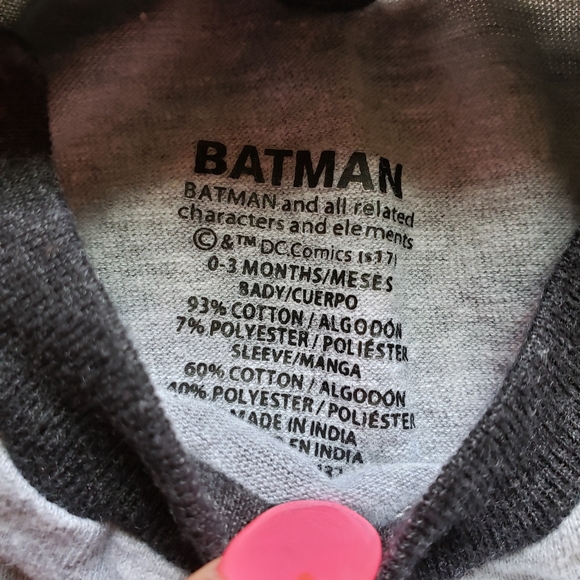 BATMAN
BATMAN and all related
characters and elements
©&™ DC.Comics (s17)
0-3 MONTHS/MESES
BADY/CUERPO
93% COTTON / ALGODÓN
7% POLYESTER / POLIÉSTER
SLEEVE/MANGA
60% COTTON / ALGODÓN
40% POLYESTER / POLIÉSTER
MADE IN INDIA
EN INDIA